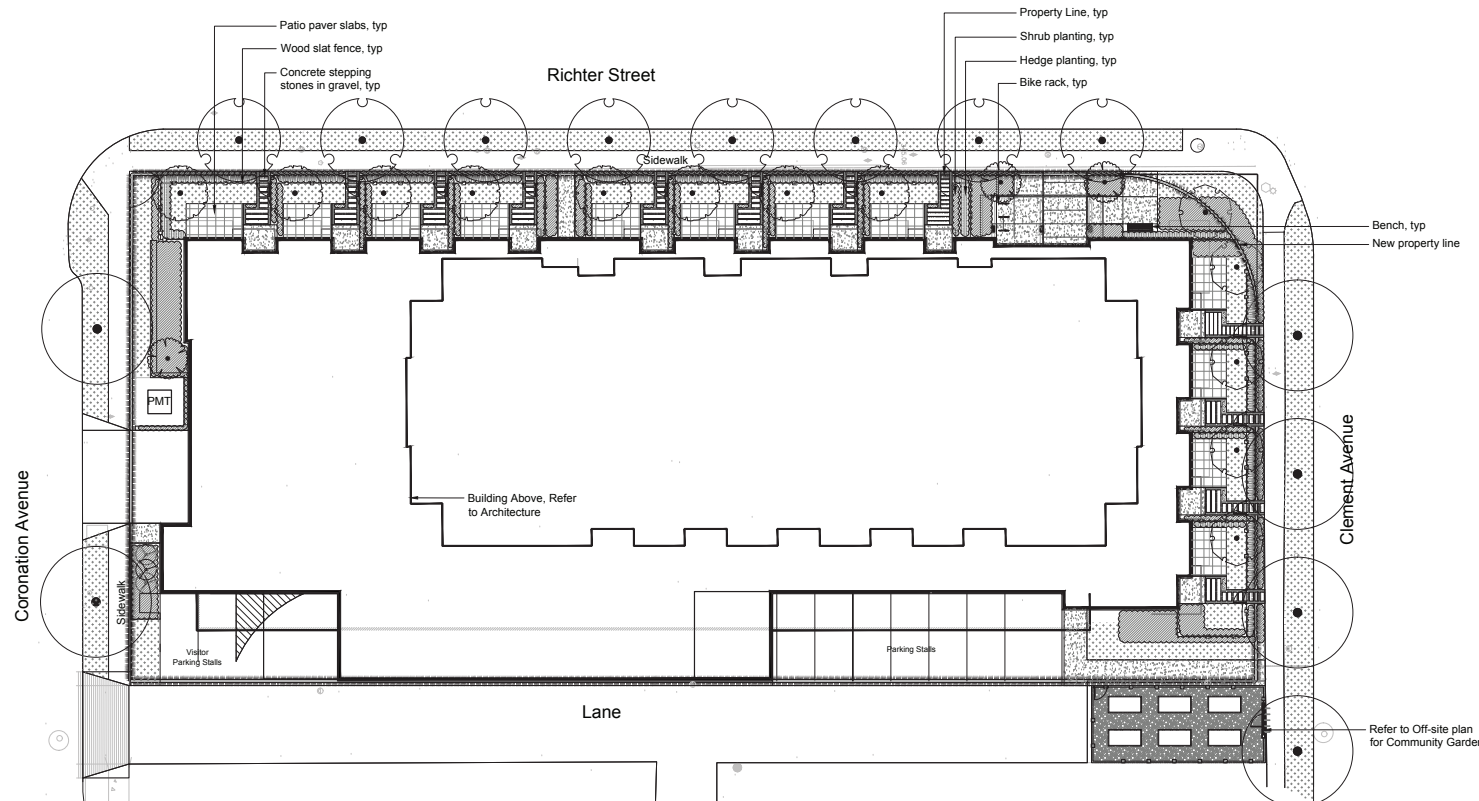 Patio paver slabs, typ
Wood slat fence, typ
Concrete stepping
stones in gravel, typ
Richter Street
Property Line, typ
Shrub planting, typ
Hedge planting, typ
Bike rack, typ
Sidewalk
Bench, typ
New property line
PMT
Coronation Avenue
Clement Avenue
Building Above, Refer
to Architecture
Sidewalk
Visitor
Parking Stalls
Parking Stalls
Lane
Refer to Off-site plan
for Community Garden